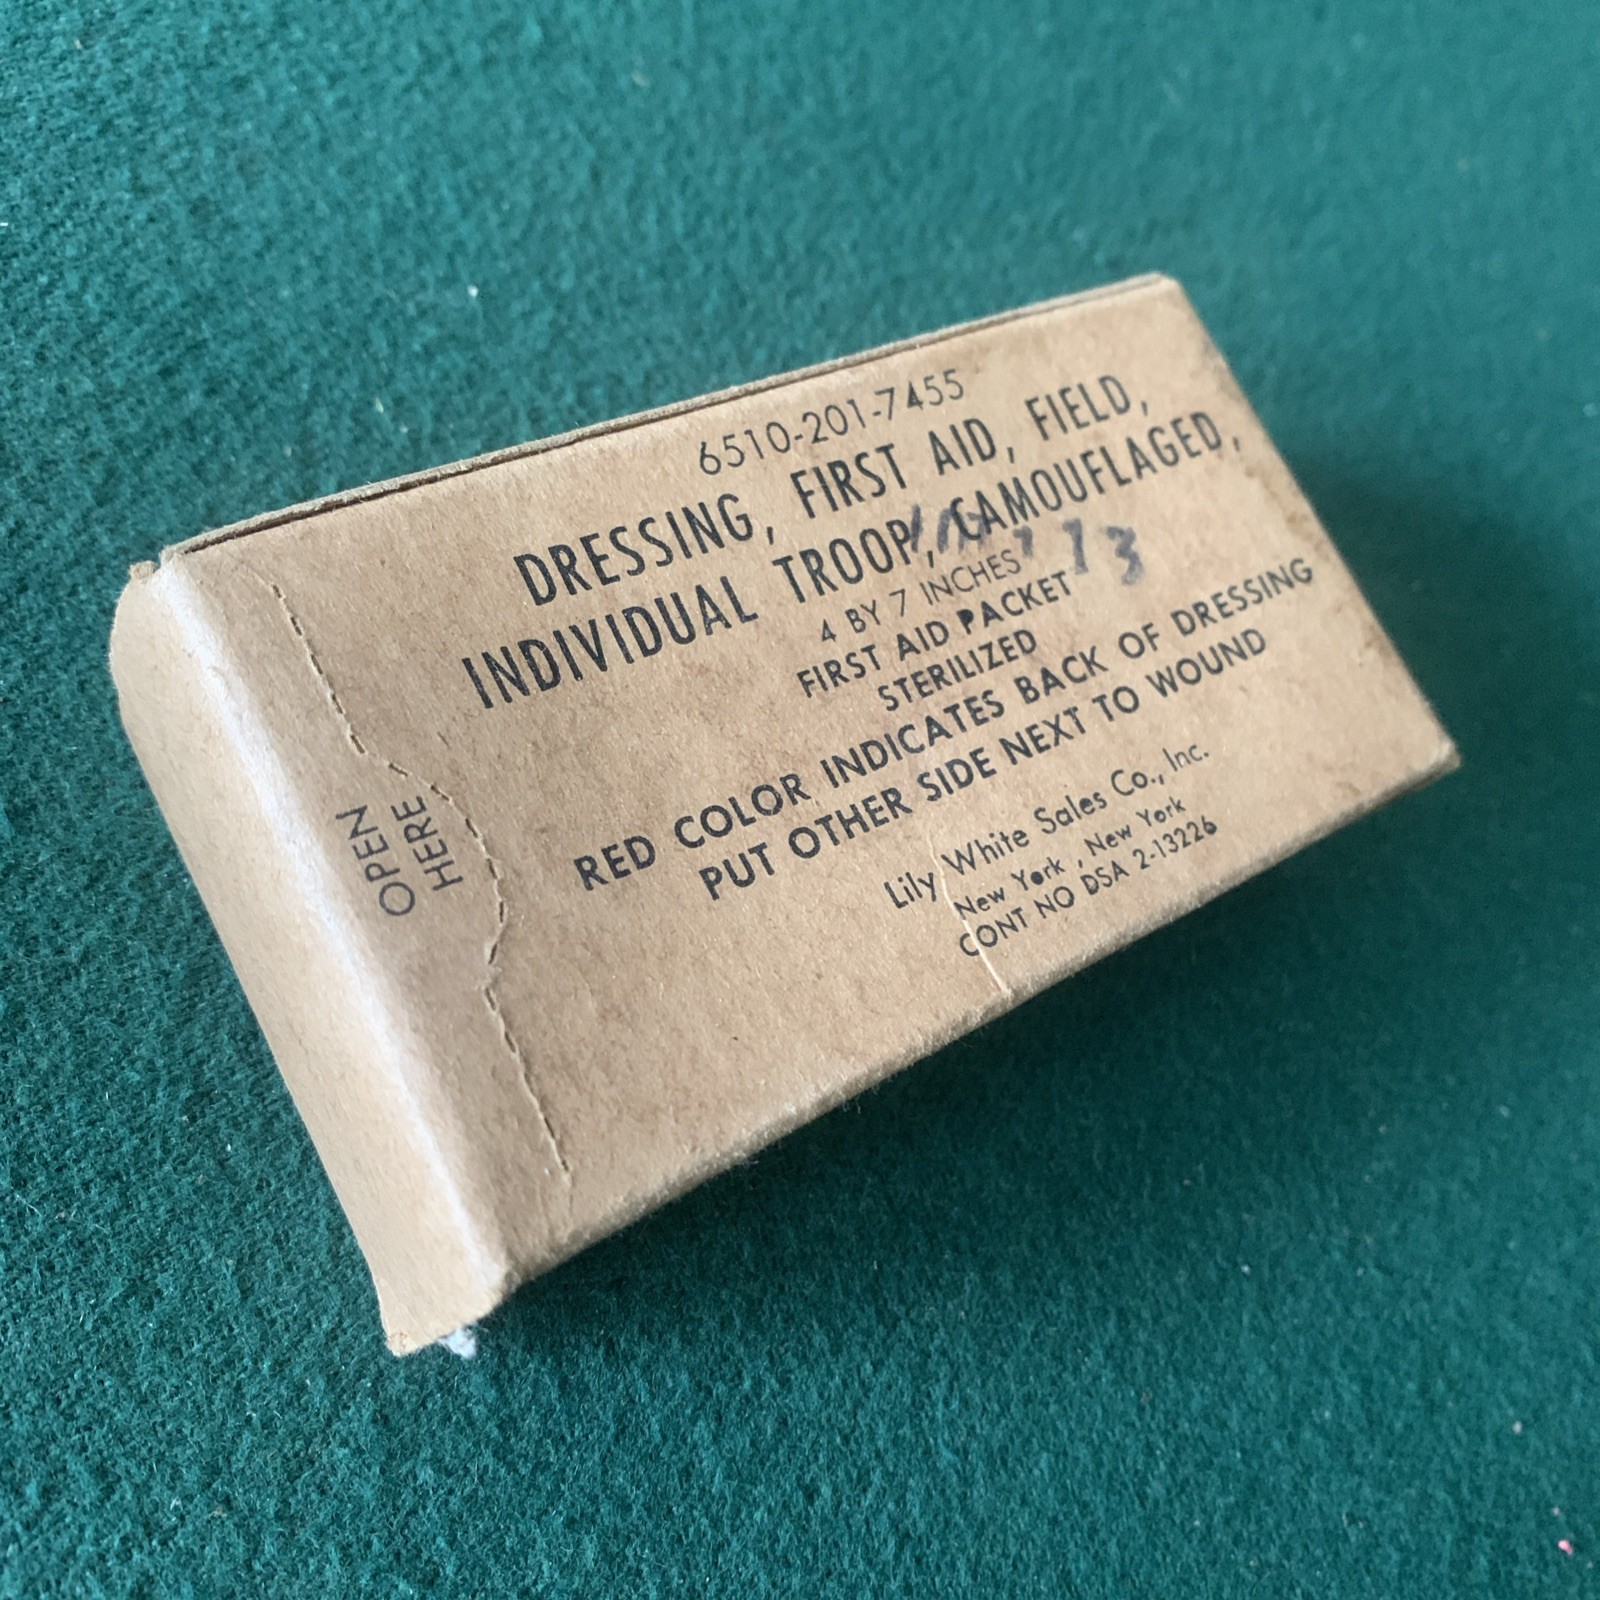 6510-201-7455
DRESSING, FIRST AID, FIELD,
INDIVIDUAL TROOP, CAMOUFLAGED,
4 BY 7 INCHES
FIRST AID PACKET
STERILIZED
RED COLOR INDICATES BACK OF DRESSING
PUT OTHER SIDE NEXT TO WOUND
Lily White Sales Co., Inc.
New York , New York
CONT NO DSA 2-13226
OPEN
HERE